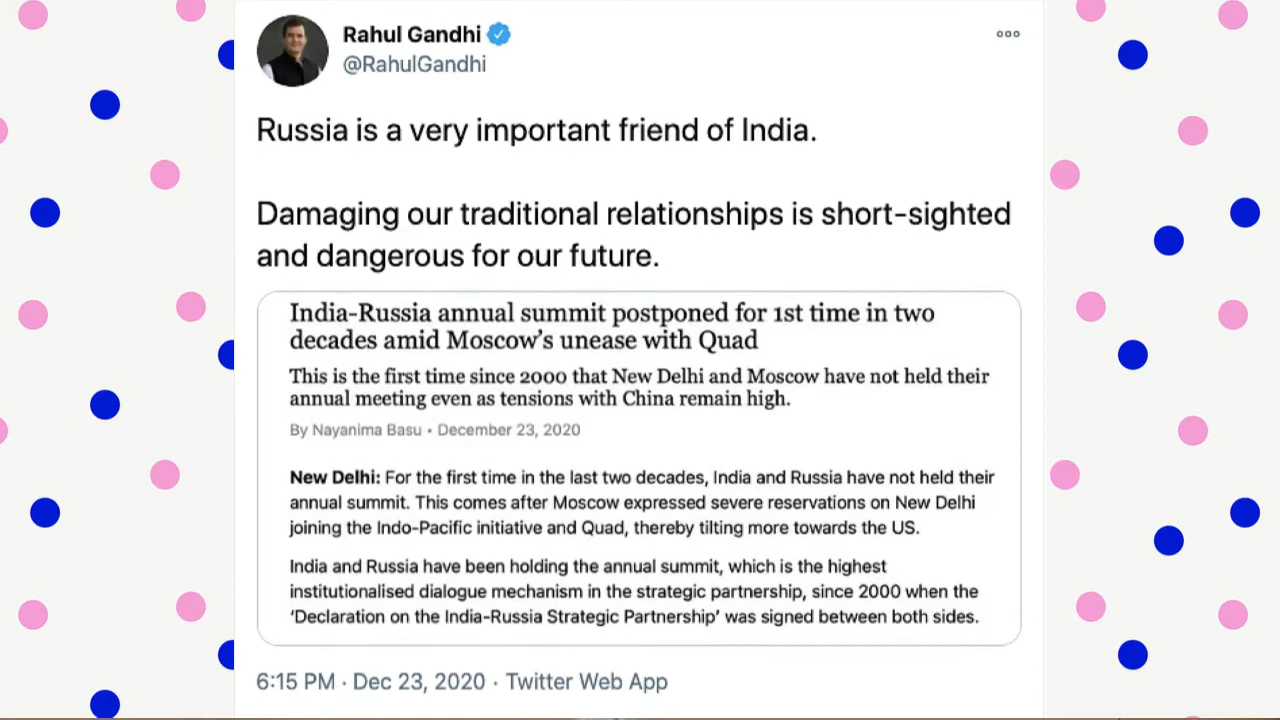 Rahul Gandhi
@RahulGandhi
Russia is a very important friend of India.
Damaging our traditional relationships is short-sighted
and dangerous for our future.
India-Russia annual summit postponed for 1st time in two
decades amid Moscow’s unease with Quad
This is the first time since 2000 that New Delhi and Moscow have not held their
annual meeting even as tensions with China remain high.
By Nayanima Basu • December 23, 2020
New Delhi: For the first time in the last two decades, India and Russia have not held their
annual summit. This comes after Moscow expressed severe reservations on New Delhi
joining the Indo-Pacific initiative and Quad, thereby tilting more towards the US.
India and Russia have been holding the annual summit, which is the highest
institutionalised dialogue mechanism in the strategic partnership, since 2000 when the
‘Declaration on the India-Russia Strategic Partnership’ was signed between both sides.
6:15 PM · Dec 23, 2020 · Twitter Web App